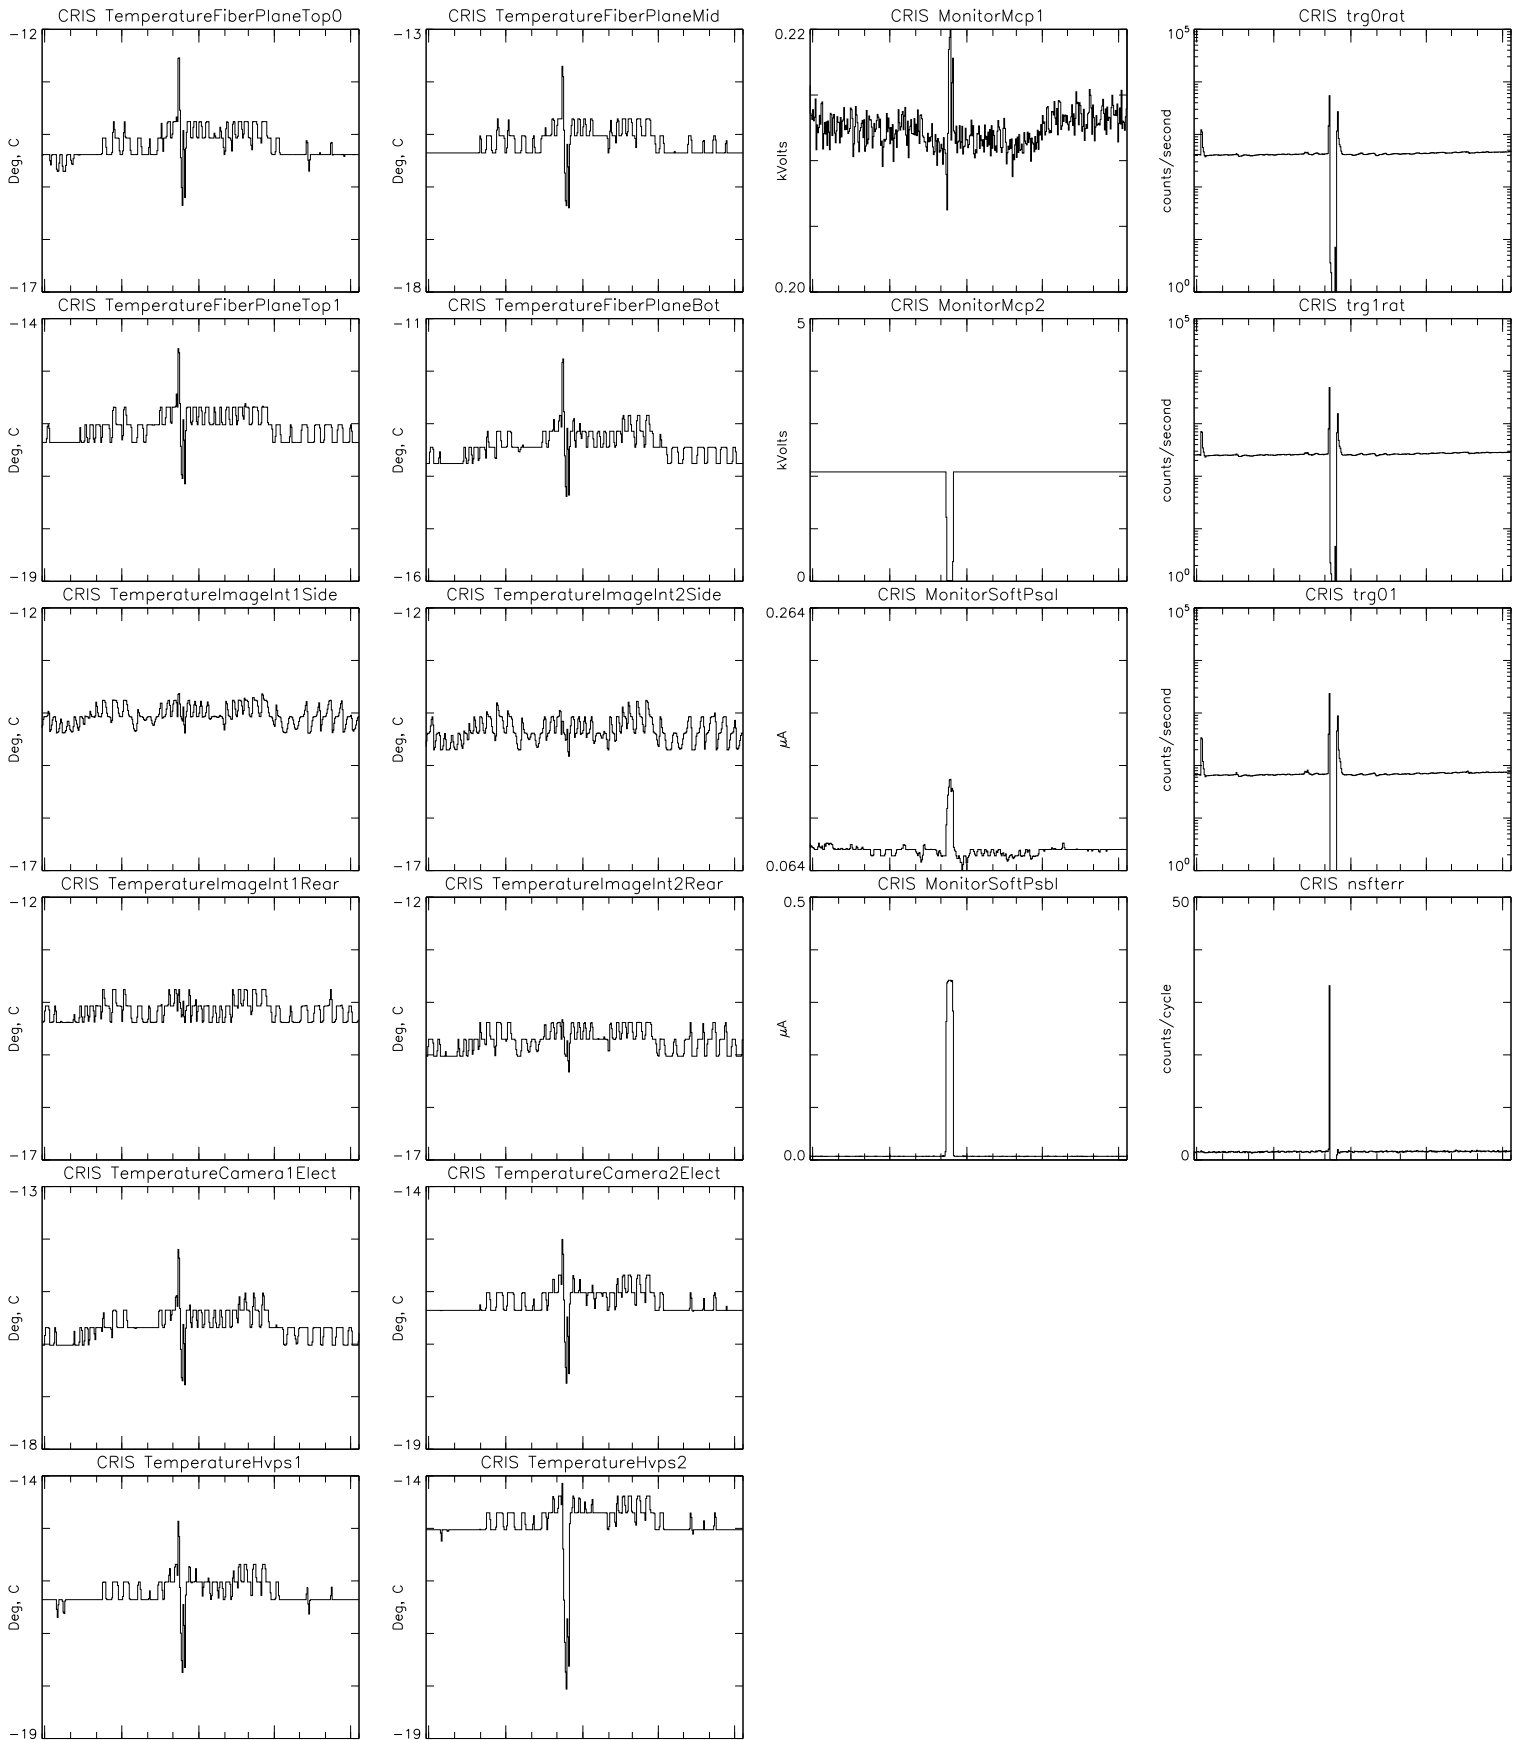 CRIS TemperatureFiberPlaneTop0
-12
Deg, C
-17
CRIS TemperatureFiberPlaneMid
-13
Deg, C
-18
CRIS MonitorMcp1
0.22
kVolts
0.20
CRIS trg0rat
10^5
counts/second
10^0
CRIS TemperatureFiberPlaneTop1
-14
Deg, C
-19
CRIS TemperatureFiberPlaneBot
-11
Deg, C
-16
CRIS MonitorMcp2
5
kVolts
0
CRIS trg1rat
10^5
counts/second
10^0
CRIS TemperatureImageInt1Side
-12
Deg, C
-17
CRIS TemperatureImageInt2Side
-12
Deg, C
-17
CRIS MonitorSoftPsaI
0.264
μA
0.064
CRIS trg01
10^5
counts/second
10^0
CRIS TemperatureImageInt1Rear
-12
Deg, C
-17
CRIS TemperatureImageInt2Rear
-12
Deg, C
-17
CRIS MonitorSoftPsbI
0.5
μA
0.0
CRIS nsfterr
50
counts/cycle
0
CRIS TemperatureCamera1Elect
-13
Deg, C
-18
CRIS TemperatureCamera2Elect
-14
Deg, C
-19
CRIS TemperatureHvps1
-14
Deg, C
-19
CRIS TemperatureHvps2
-14
Deg, C
-19